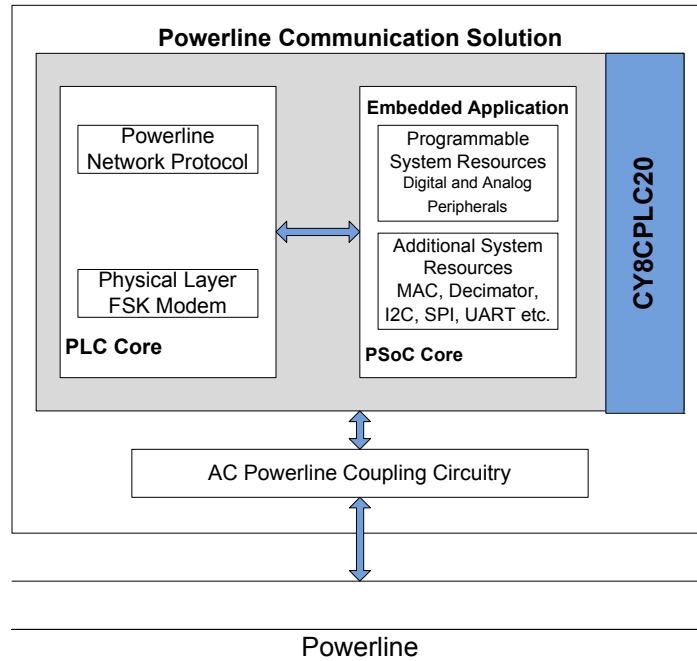 Powerline Communication Solution
Powerline
Network Protocol
Physical Layer
FSK Modem
PLC Core
Embedded Application
Programmable
System Resources
Digital and Analog
Peripherals
Additional System
Resources
MAC, Decimator,
I2C, SPI, UART etc.
PSoC Core
CY8CPLC20
AC Powerline Coupling Circuitry
Powerline